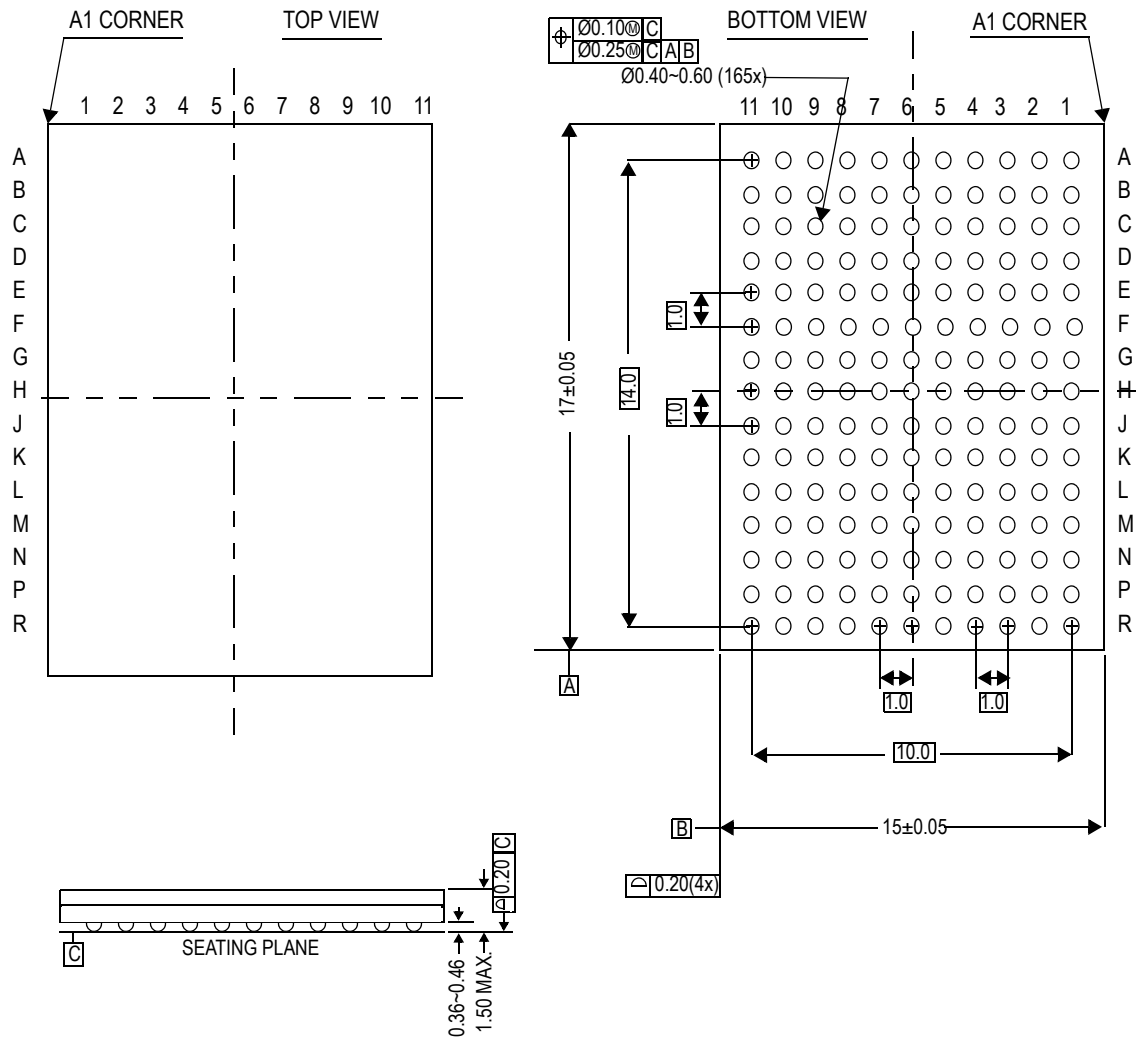 A1 CORNER
TOP VIEW
1 2 3 4 5 6 7 8 9 10 11
A
B
C
D
E
F
G
H
J
K
L
M
N
P
R
Ø0.10Ⓜ C
Ø0.25Ⓜ C A B
Ø0.40~0.60 (165x)
BOTTOM VIEW
A1 CORNER
11 10 9 8 7 6 5 4 3 2 1
A
B
C
D
E
F
G
H
J
K
L
M
N
P
R
17±0.05
14.0
1.0
1.0
A
1.0
1.0
10.0
B
15±0.05
0.20(4x)
0.20 C
C
SEATING PLANE
0.36~0.46
1.50 MAX.